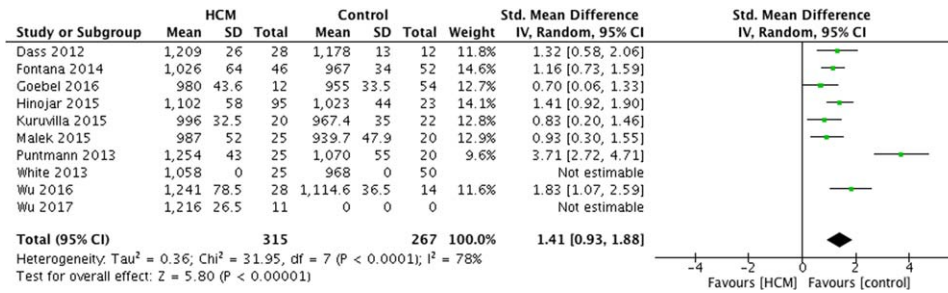 HCM Control Std. Mean Difference Std. Mean Difference
Study or Subgroup Mean SD Total Mean SD Total Weight IV, Random, 95% CI IV, Random, 95% CI
Dass 2012 1,209 26 28 1,178 13 12 11.8% 1.32 [0.58, 2.06]
Fontana 2014 1,026 64 46 967 34 52 14.6% 1.16 [0.73, 1.59]
Goebel 2016 980 43.6 12 955 33.5 54 12.7% 0.70 [0.06, 1.33]
Hinojar 2015 1,102 58 95 1,023 44 23 14.1% 1.41 [0.92, 1.90]
Kuruvilla 2015 996 32.5 20 967.4 35 22 12.8% 0.83 [0.20, 1.46]
Malek 2015 987 52 25 939.7 47.9 20 12.9% 0.93 [0.30, 1.55]
Puntmann 2013 1,254 43 25 1,070 55 20 9.6% 3.71 [2.72, 4.71]
White 2013 1,058 0 25 968 0 50 Not estimable
Wu 2016 1,241 78.5 28 1,114.6 36.5 14 11.6% 1.83 [1.07, 2.59]
Wu 2017 1,216 26.5 11 0 0 0 Not estimable
Total (95% CI) 315 267 100.0% 1.41 [0.93, 1.88]
Heterogeneity: Tau² = 0.36; Chi² = 31.95, df = 7 (P < 0.0001); I² = 78%
Test for overall effect: Z = 5.80 (P < 0.00001)
-4 -2 0 2 4
Favours [HCM] Favours [control]